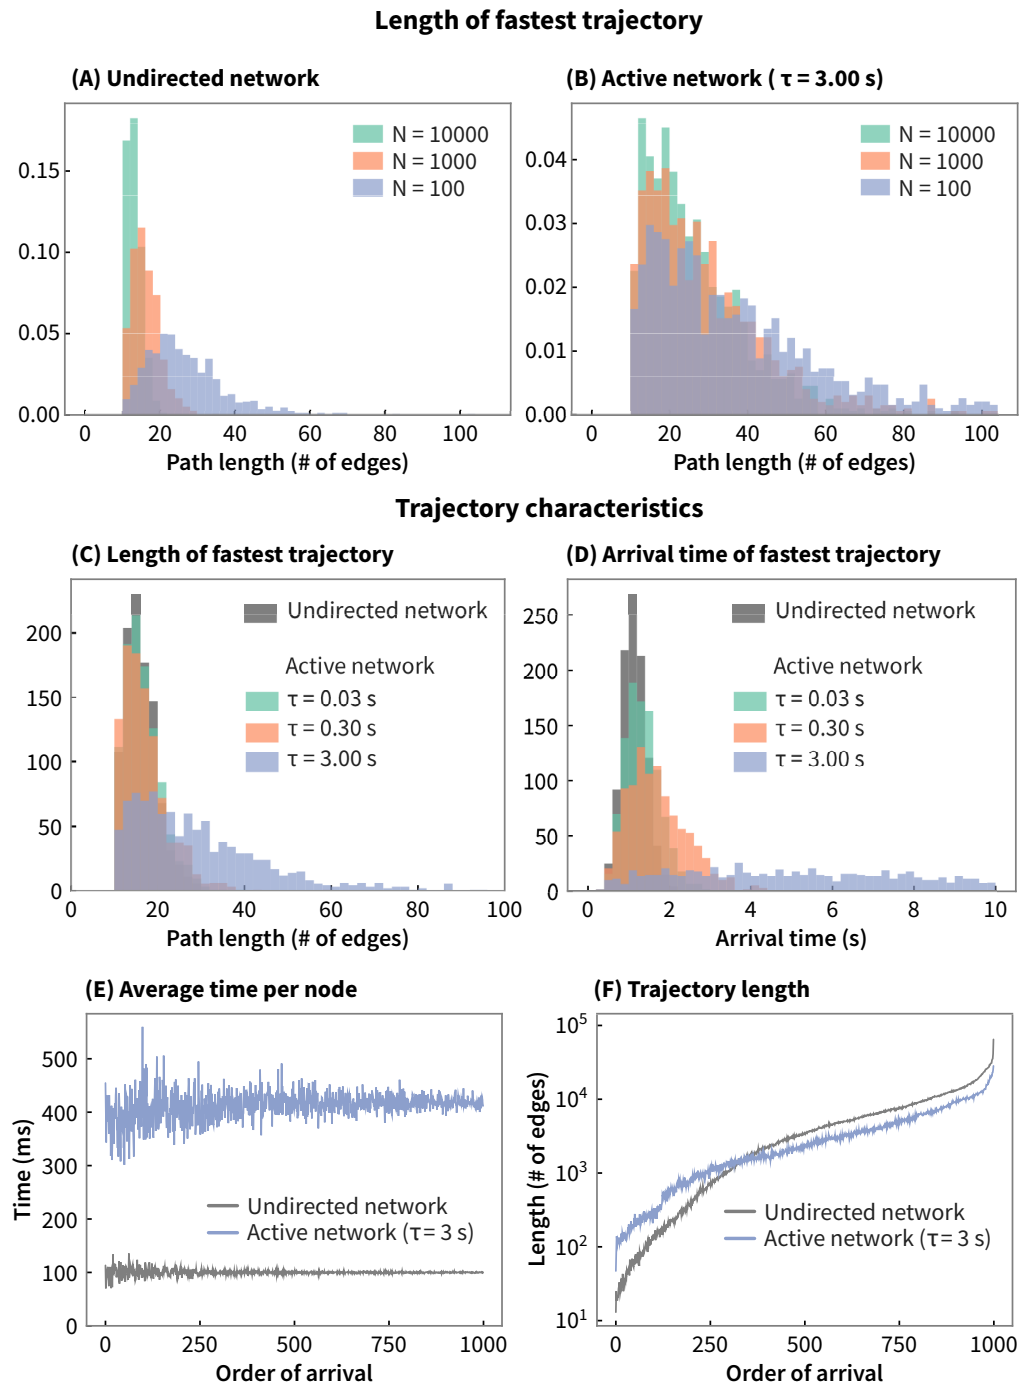 Length of fastest trajectory
(A) Undirected network
(B) Active network ( τ = 3.00 s)
N = 10000
N = 1000
N = 100
0.15
0.10
0.05
0.00
0 20 40 60 80 100
Path length (# of edges)
N = 10000
N = 1000
N = 100
0.04
0.03
0.02
0.01
0.00
0 20 40 60 80 100
Path length (# of edges)
Trajectory characteristics
(C) Length of fastest trajectory
(D) Arrival time of fastest trajectory
Undirected network
Active network
τ = 0.03 s
τ = 0.30 s
τ = 3.00 s
200
150
100
50
0
0 20 40 60 80 100
Path length (# of edges)
Undirected network
Active network
τ = 0.03 s
τ = 0.30 s
τ = 3.00 s
250
200
150
100
50
0
0 2 4 6 8 10
Arrival time (s)
(E) Average time per node
(F) Trajectory length
Time (ms)
500
400
300
200
100
0
Undirected network
Active network (τ = 3 s)
0 250 500 750 1000
Order of arrival
Length (# of edges)
10⁵
10⁴
10³
10²
10¹
Undirected network
Active network (τ = 3 s)
0 250 500 750 1000
Order of arrival